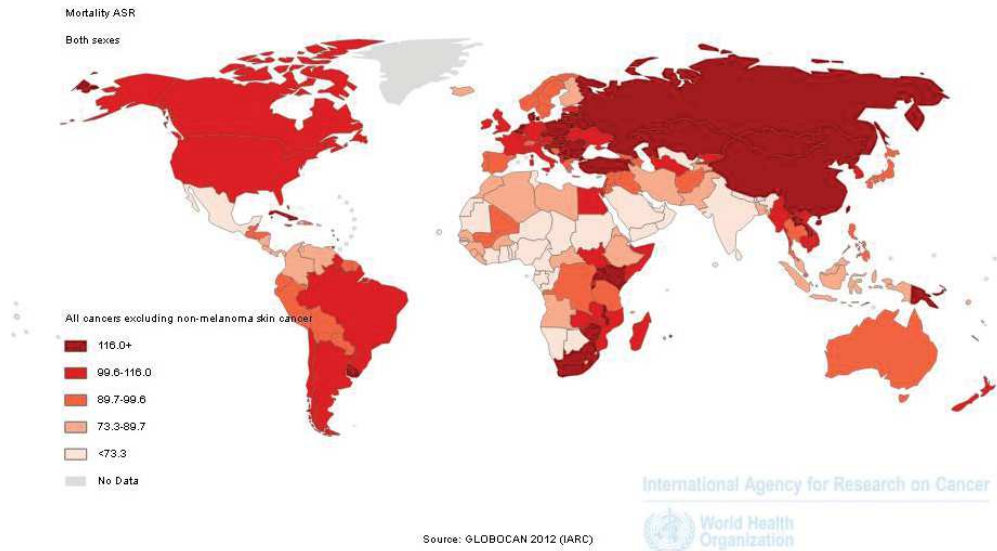 Mortality ASR
Both sexes
All cancers excluding non-melanoma skin cancer
116.0+
99.6-116.0
89.7-99.6
73.3-89.7
<73.3
No Data
International Agency for Research on Cancer
World Health
Organization
Source: GLOBOCAN 2012 (IARC)